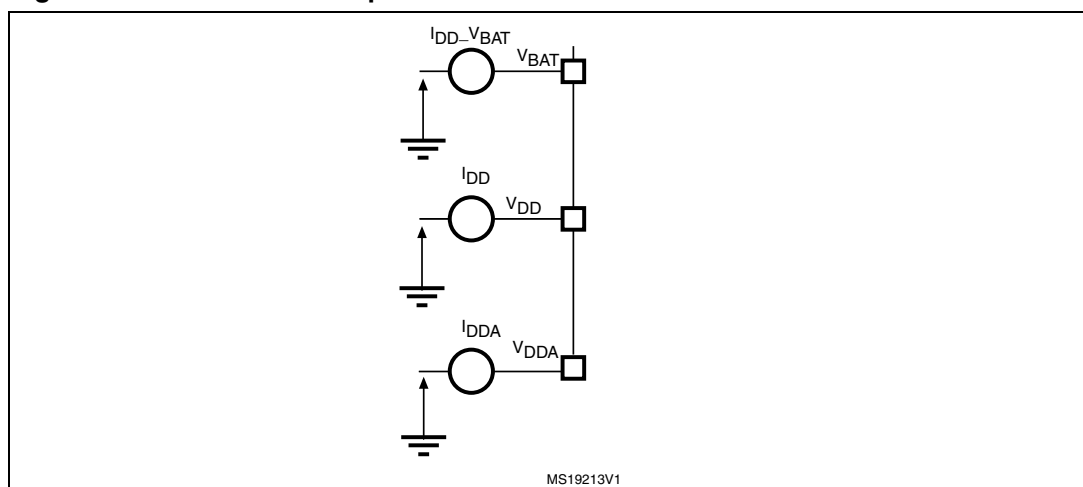 I_DD_V_BAT
V_BAT
I_DD
V_DD
I_DDA
V_DDA
MS19213V1